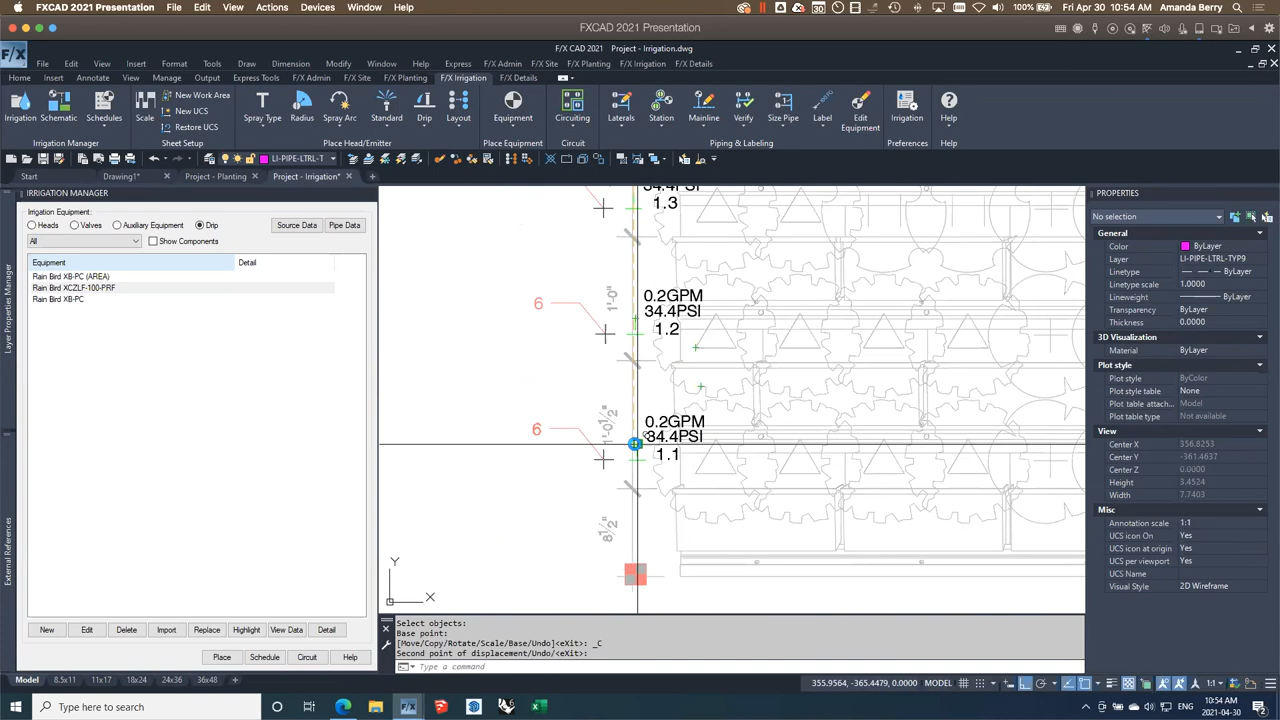 FXCAD 2021 Presentation File View Actions Devices Window Help Fri Apr 30 10:54 AM Amanda Berry
FXCAD 2021 Presentation
F/X F/X CAD 2021 Project - Irrigation.dwg
File Edit View Insert Format Tools Draw Dimension Modify Window Help Express F/X Admin F/X Site F/X Planting F/X Irrigation F/X Details
Home Insert Annotate View Manage Output Express Tools F/X Admin F/X Site F/X Planting F/X Irrigation F/X Details
New Work Area
New UCS
Restore UCS
Irrigation Schematic Schedules Scale Spray Type Radius Spray Arc Standard Drip Layout Equipment Circuiting Laterals Station Mainline Verify Size Pipe Label Edit Equipment Irrigation Help
Irrigation Manager Sheet Setup Place Head/Emitter Place Equipment Circuit Piping & Labeling Preferences Help
LI-PIPE-LTRL-T
Start Drawing1* Project - Planting Project - Irrigation*
IRRIGATION MANAGER
Irrigation Equipment:
Heads Valves Auxiliary Equipment Drip Source Data Pipe Data
All Show Components
Equipment Detail
Rain Bird XB-PC (AREA)
Rain Bird XCZLF-100-PRF
Rain Bird XB-PC
New Edit Delete Import Replace Highlight View Data Detail
Place Schedule Circuit Help
Layer Properties Manager
External References
34.4PSI
1.3
1'-0"
6
0.2GPM
34.4PSI
1.2
1'-0½"
6
0.2GPM
34.4PSI
1.1
8½"
Y
X
Select objects:
Base point:
[Move/Copy/Rotate/Scale/Base/Undo]<eXit>: _C
Second point of displacement/Undo/<eXit>:
Type a command
PROPERTIES
No selection
General
Color ByLayer
Layer LI-PIPE-LTRL-TYP9
Linetype ByLayer
Linetype scale 1.0000
Lineweight ByLayer
Transparency ByLayer
Thickness 0.0000
3D Visualization
Material ByLayer
Plot style
Plot style ByColor
Plot style table None
Plot table attach... Model
Plot table type Not available
View
Center X 356.8253
Center Y -361.4637
Center Z 0.0000
Height 3.4524
Width 7.7403
Misc
Annotation scale 1:1
UCS icon On Yes
UCS icon at origin Yes
UCS per viewport Yes
UCS Name
Visual Style 2D Wireframe
Model 8.5x11 11x17 18x24 24x36 36x48 +
355.9564, -365.4479, 0.0000 MODEL 1:1
Type here to search
10:54 AM
2021-04-30
2